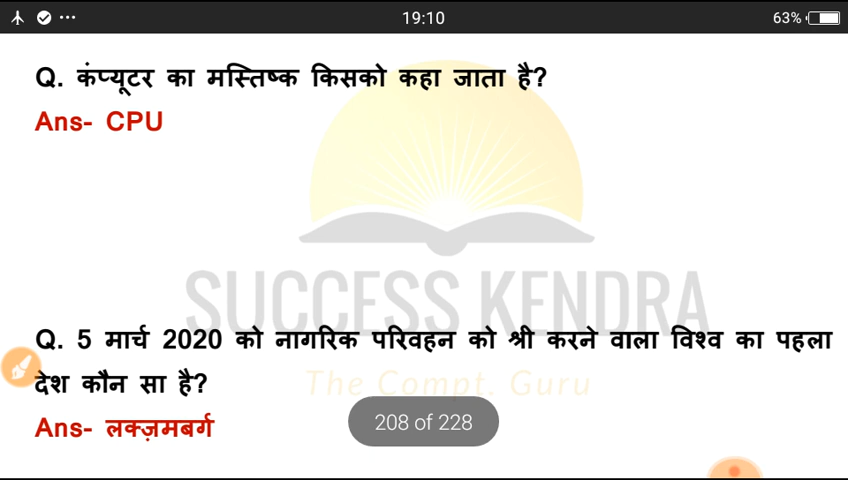 19:10
63%
Q. कंप्यूटर का मस्तिष्क किसको कहा जाता है?
Ans- CPU
SUCCESS KENDRA
Q. 5 मार्च 2020 को नागरिक परिवहन को श्री करने वाला विश्व का पहला
The Compt. Guru
देश कौन सा है?
Ans- लक्ज़मबर्ग
208 of 228